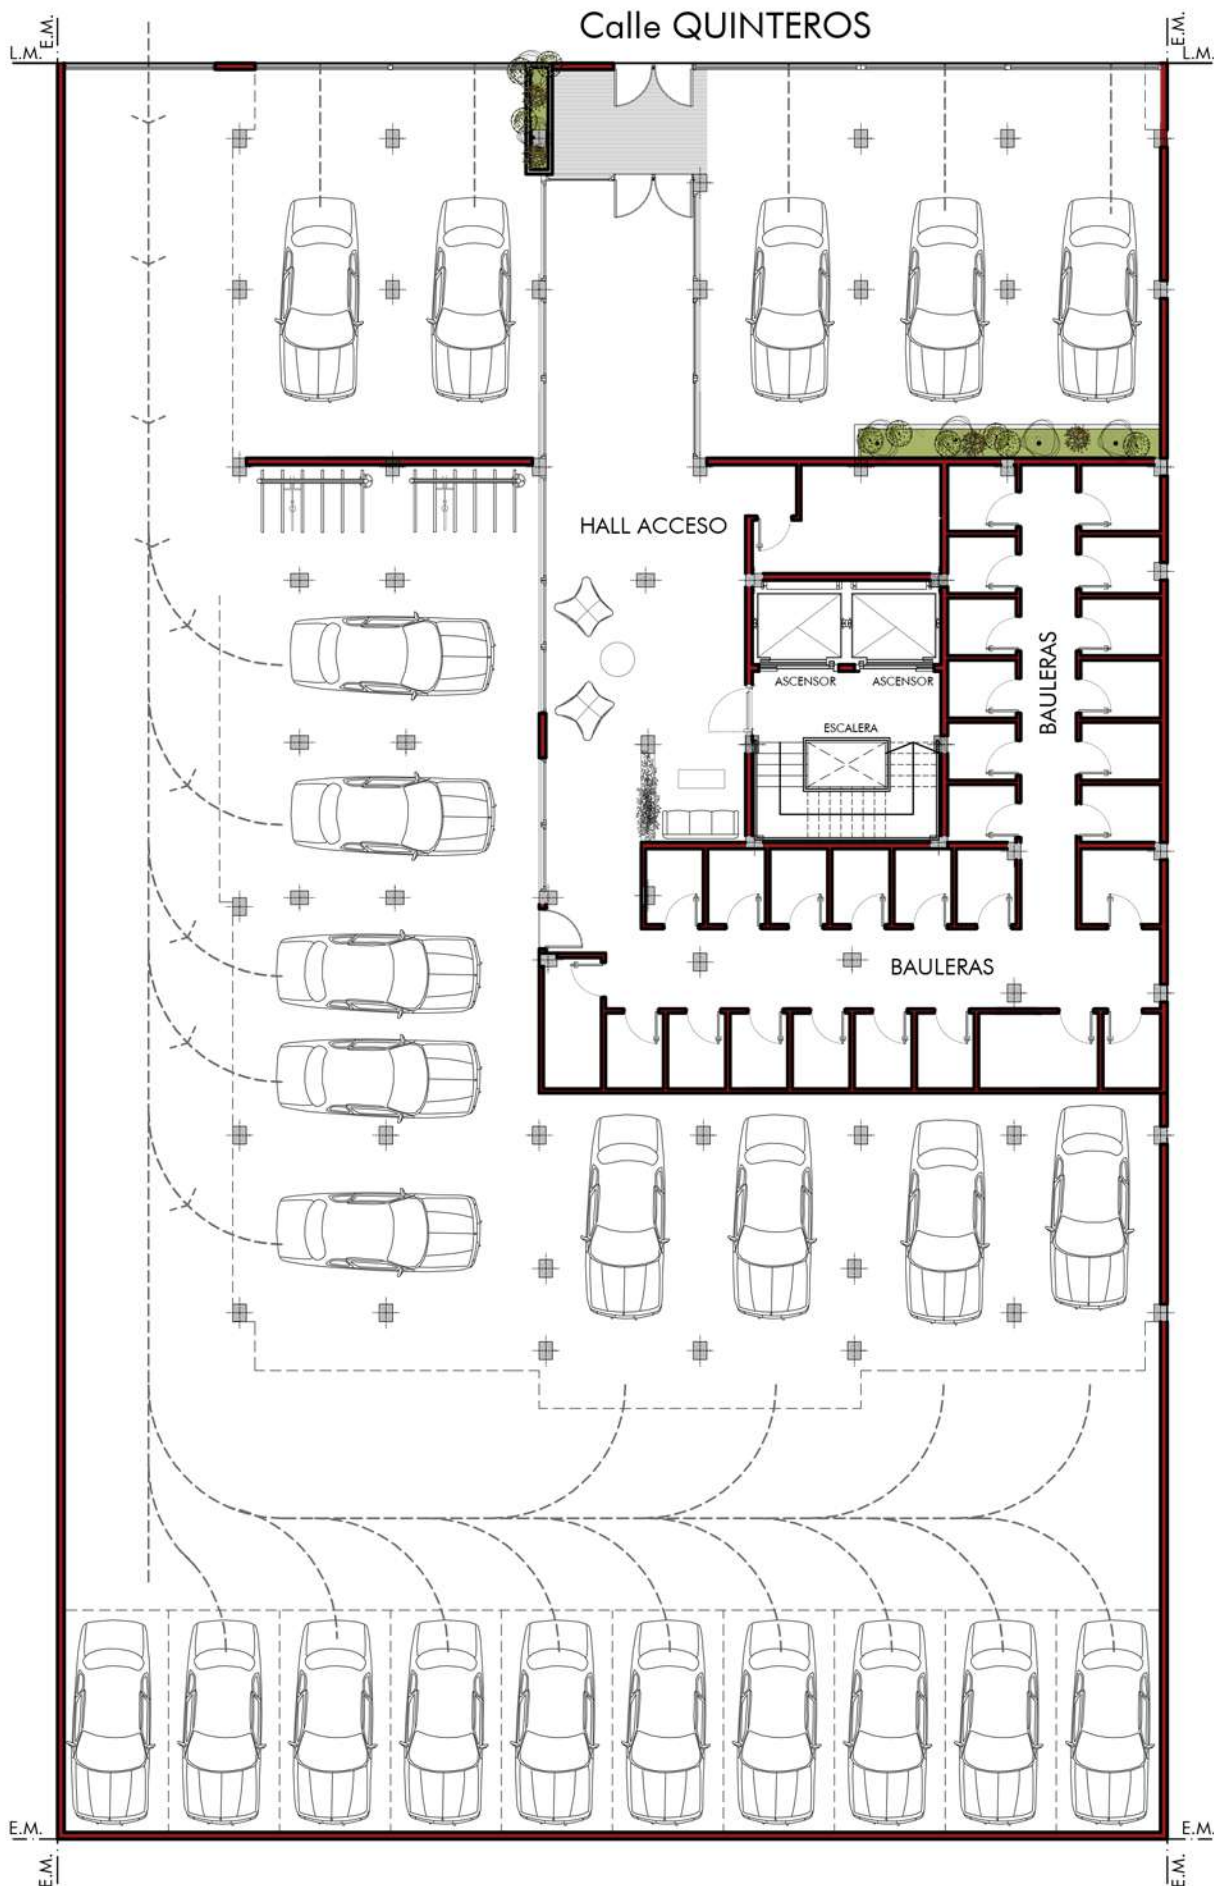 Calle QUINTEROS
E.M.
E.M.
L.M.
L.M.
HALL ACCESO
BAULERAS
ASCENSOR
ASCENSOR
ESCALERA
BAULERAS
E.M.
E.M.
E.M.
E.M.